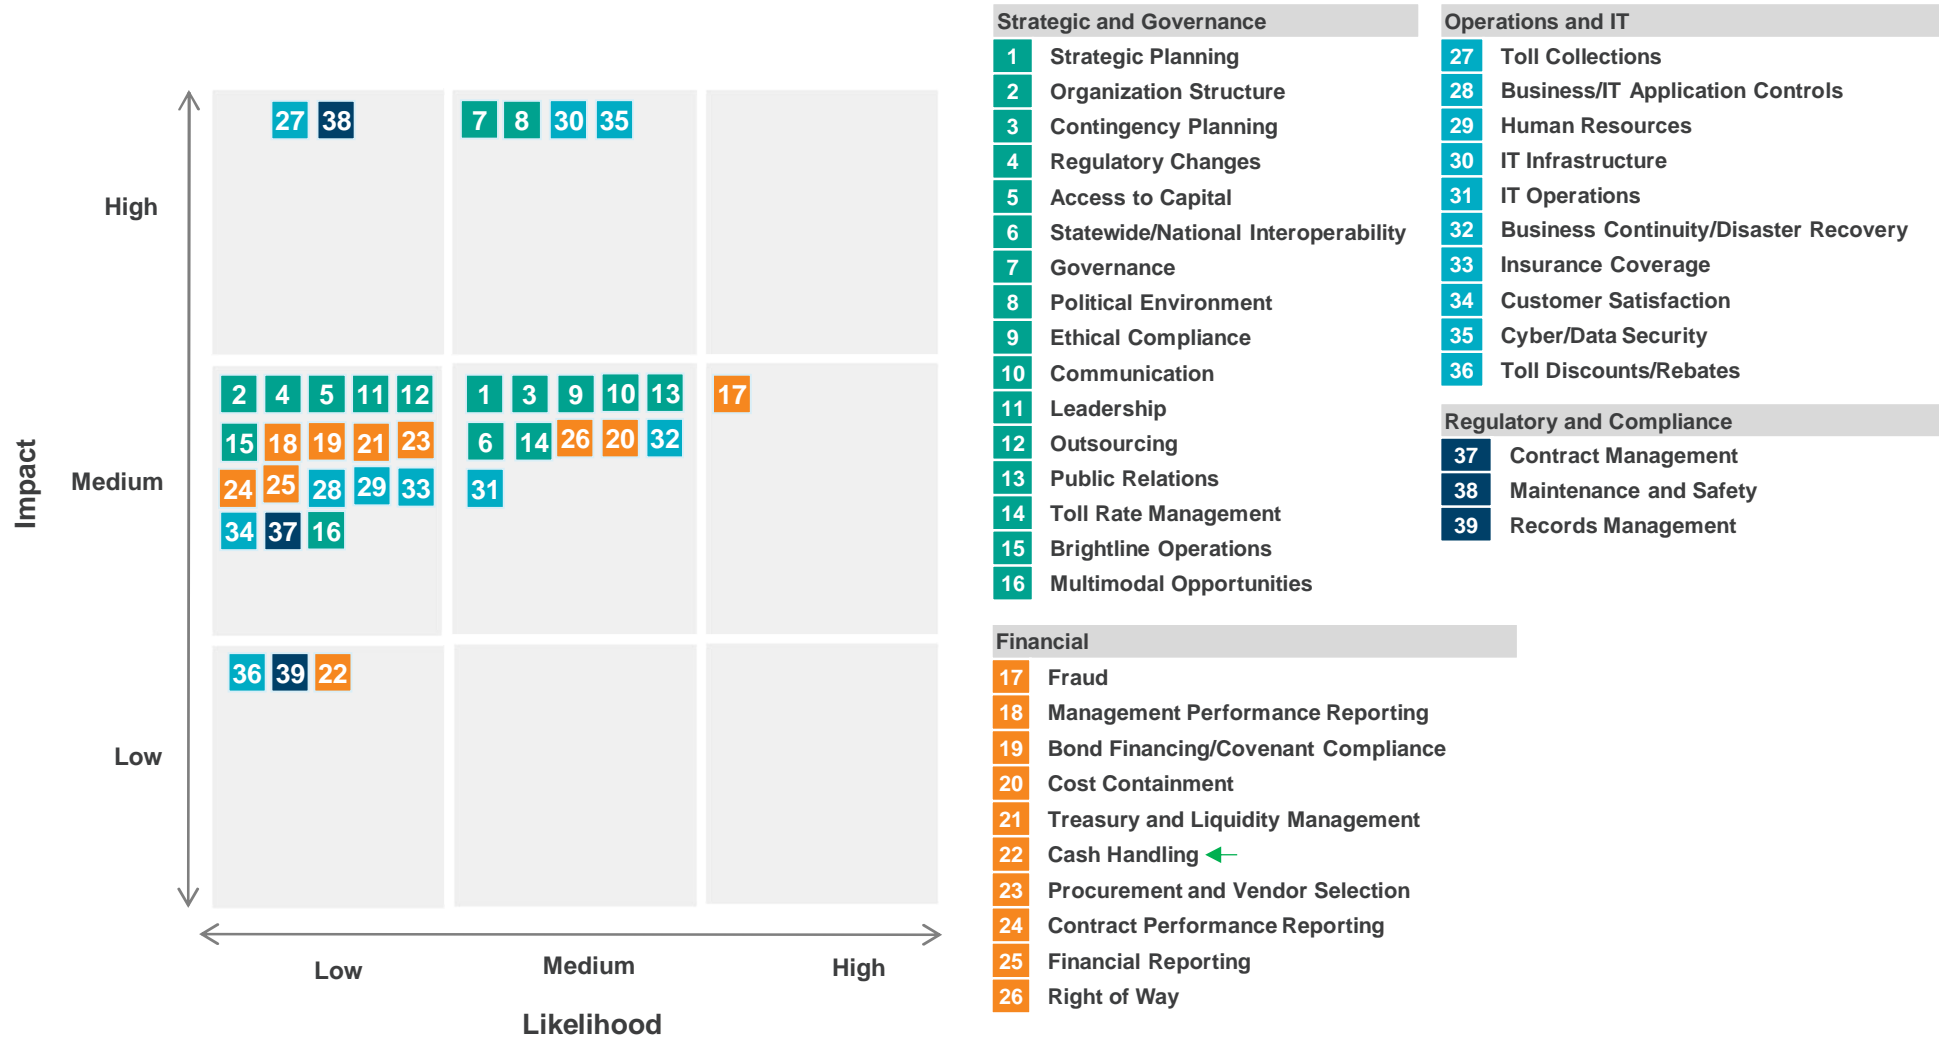 Impact
High
27 38
7 8 30 35
Medium
2 4 5 11 12
15 18 19 21 23
24 25 28 29 33
34 37 16
1 3 9 10 13
6 14 26 20 32
31
17
Low
36 39 22
Low
Medium
High
Likelihood
Strategic and Governance
1 Strategic Planning
2 Organization Structure
3 Contingency Planning
4 Regulatory Changes
5 Access to Capital
6 Statewide/National Interoperability
7 Governance
8 Political Environment
9 Ethical Compliance
10 Communication
11 Leadership
12 Outsourcing
13 Public Relations
14 Toll Rate Management
15 Brightline Operations
16 Multimodal Opportunities
Financial
17 Fraud
18 Management Performance Reporting
19 Bond Financing/Covenant Compliance
20 Cost Containment
21 Treasury and Liquidity Management
22 Cash Handling
23 Procurement and Vendor Selection
24 Contract Performance Reporting
25 Financial Reporting
26 Right of Way
Operations and IT
27 Toll Collections
28 Business/IT Application Controls
29 Human Resources
30 IT Infrastructure
31 IT Operations
32 Business Continuity/Disaster Recovery
33 Insurance Coverage
34 Customer Satisfaction
35 Cyber/Data Security
36 Toll Discounts/Rebates
Regulatory and Compliance
37 Contract Management
38 Maintenance and Safety
39 Records Management